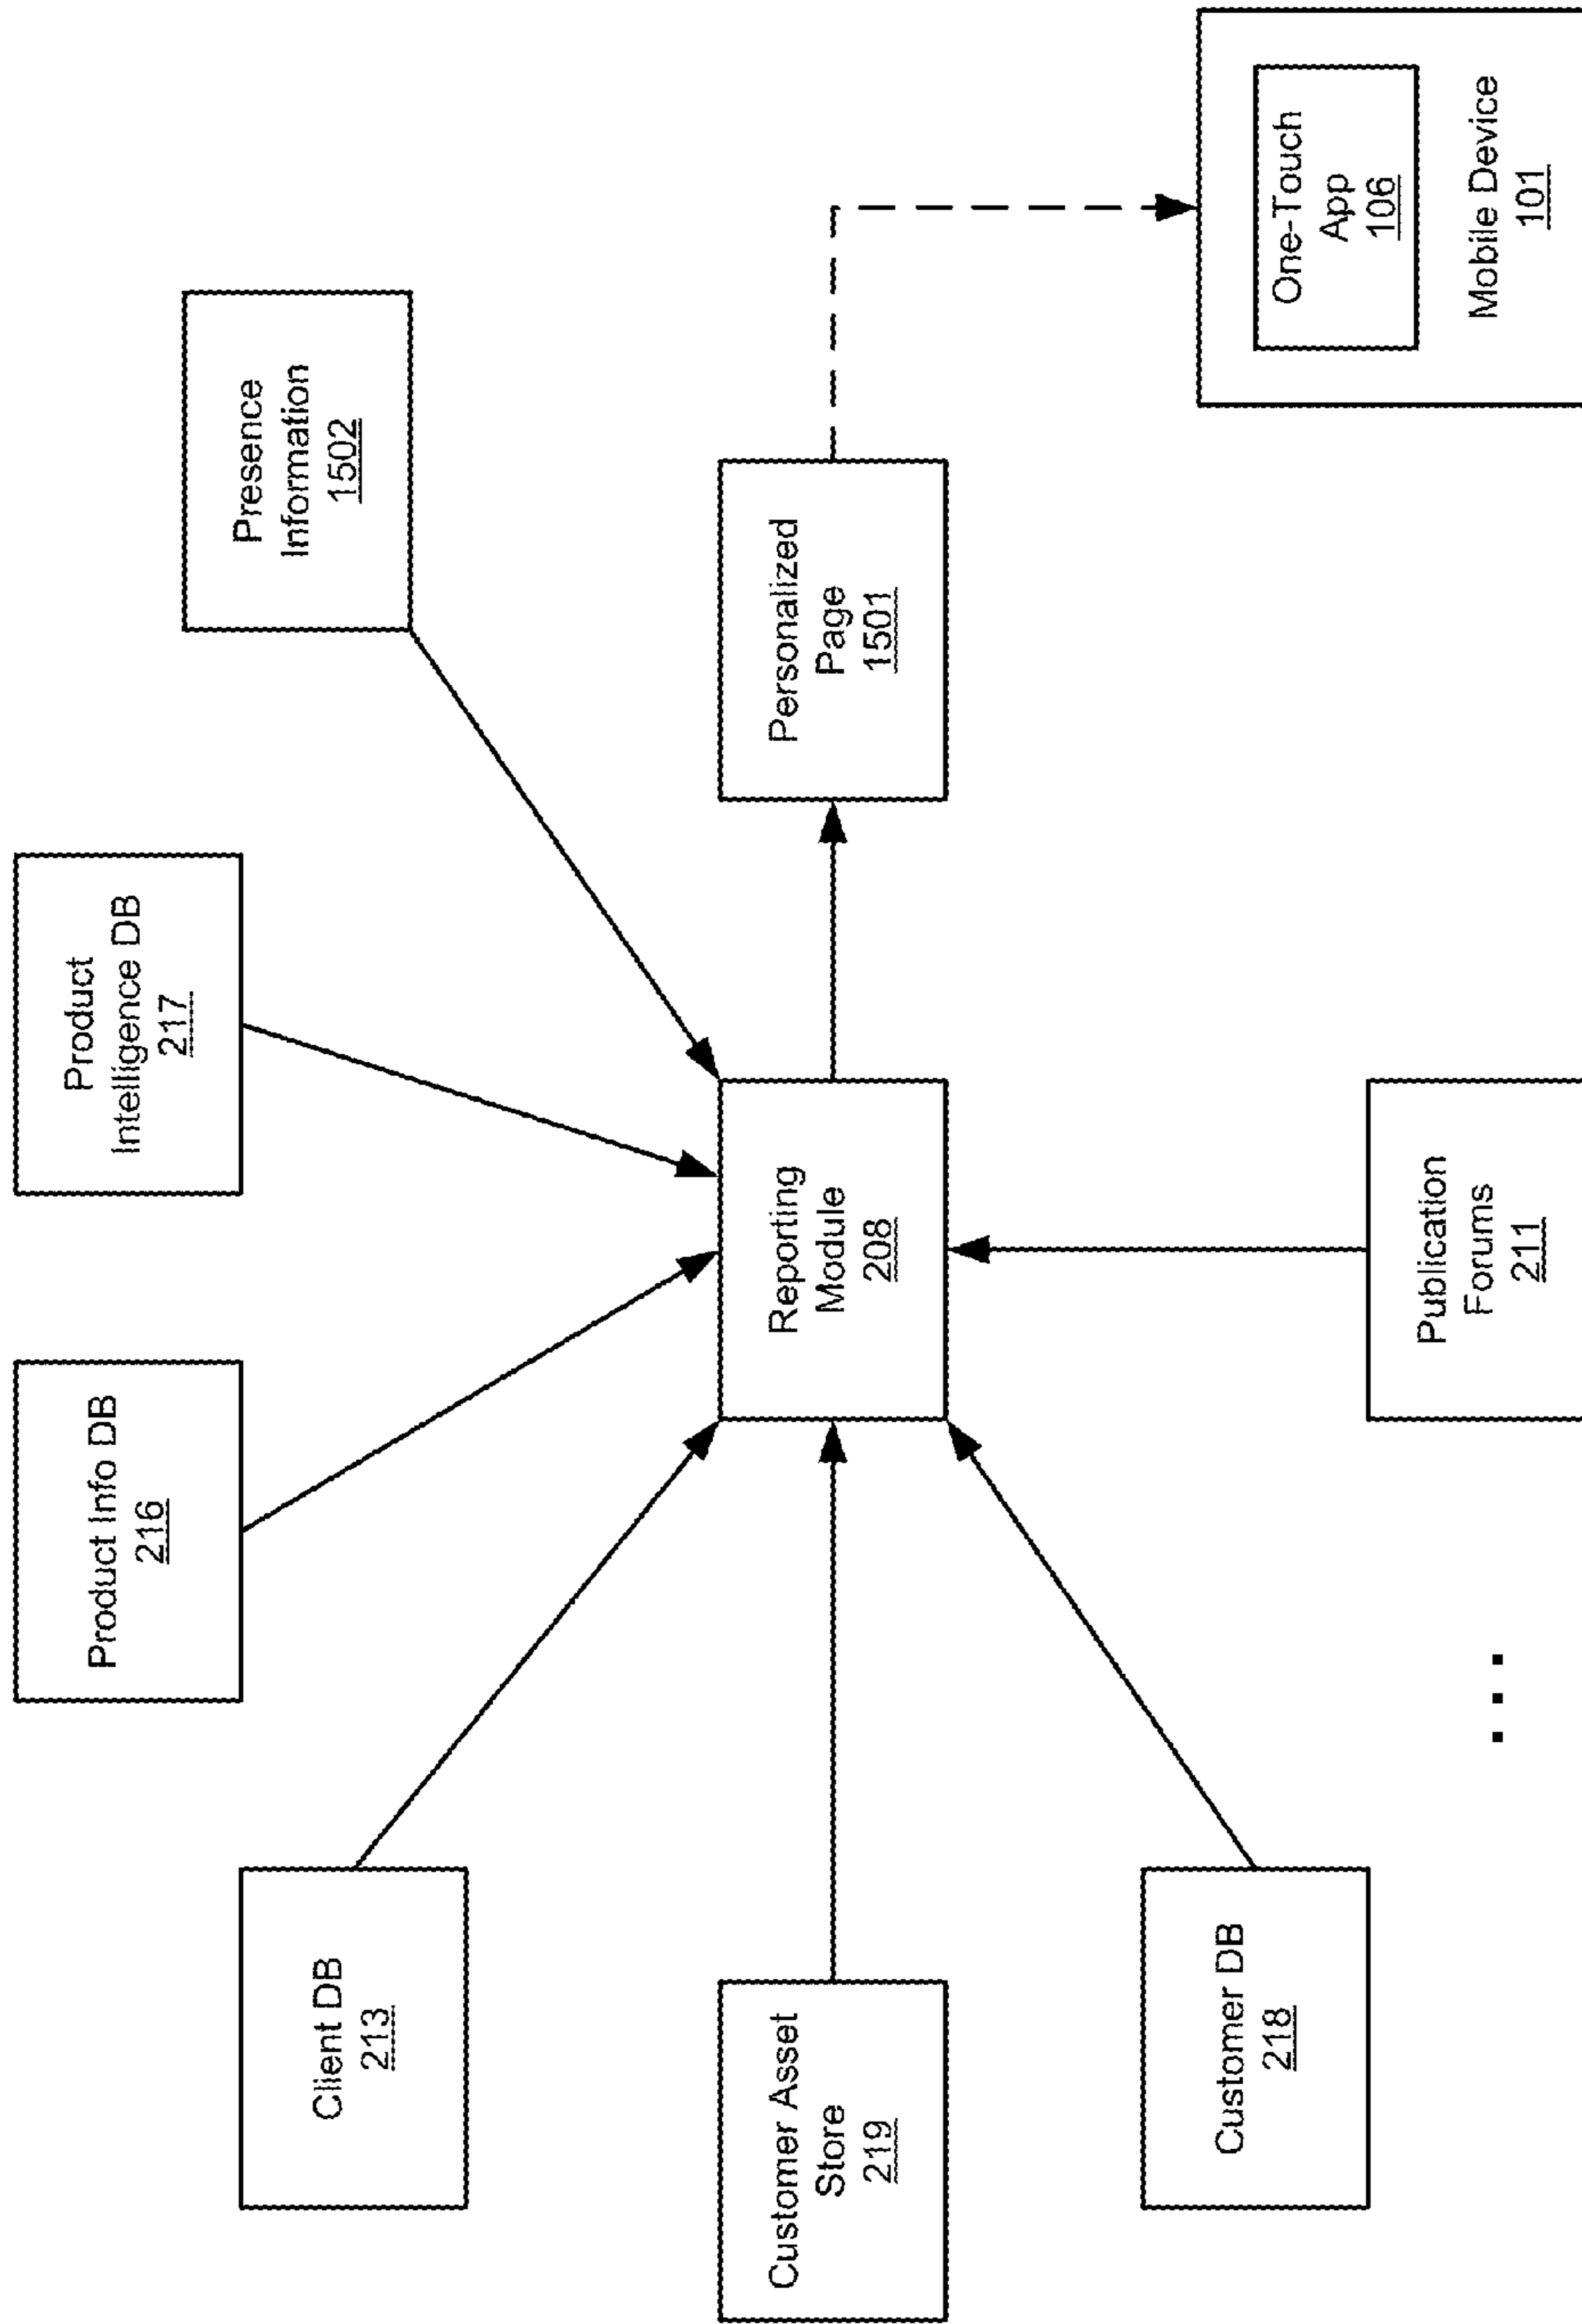 Product Info DB
216
Product
Intelligence DB
217
Presence
Information
1502
Client DB
213
Customer Asset
Store
219
Reporting
Module
208
Personalized
Page
1501
Customer DB
218
Publication
Forums
211
One-Touch
App
106
Mobile Device
101
. . .